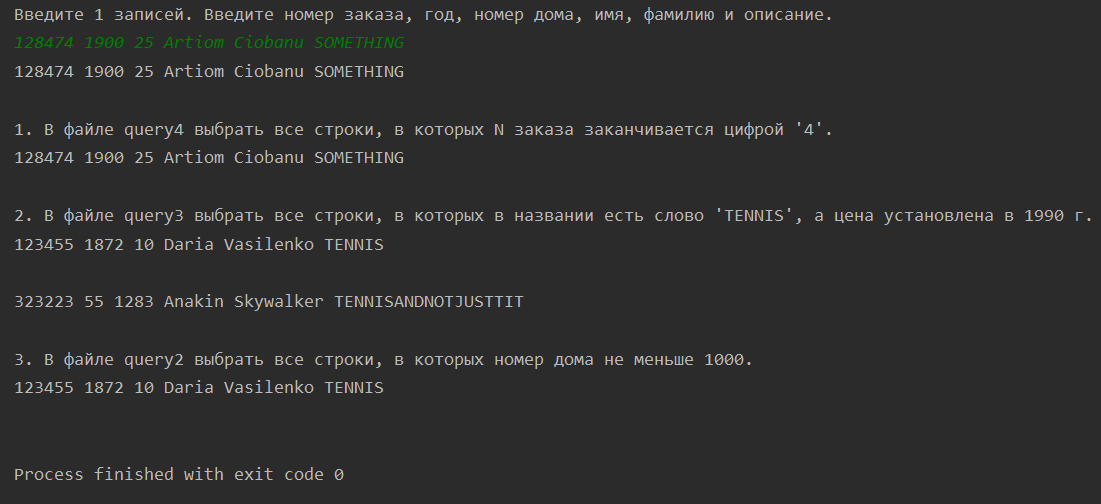 Введите 1 записей. Введите номер заказа, год, номер дома, имя, фамилию и описание.
128474 1900 25 Artiom Ciobanu SOMETHING
128474 1900 25 Artiom Ciobanu SOMETHING
1. В файле query4 выбрать все строки, в которых N заказа заканчивается цифрой '4'.
128474 1900 25 Artiom Ciobanu SOMETHING
2. В файле query3 выбрать все строки, в которых в названии есть слово 'TENNIS', а цена установлена в 1990 г.
123455 1872 10 Daria Vasilenko TENNIS
323223 55 1283 Anakin Skywalker TENNISANDNOTJUSTTIT
3. В файле query2 выбрать все строки, в которых номер дома не меньше 1000.
123455 1872 10 Daria Vasilenko TENNIS
Process finished with exit code 0